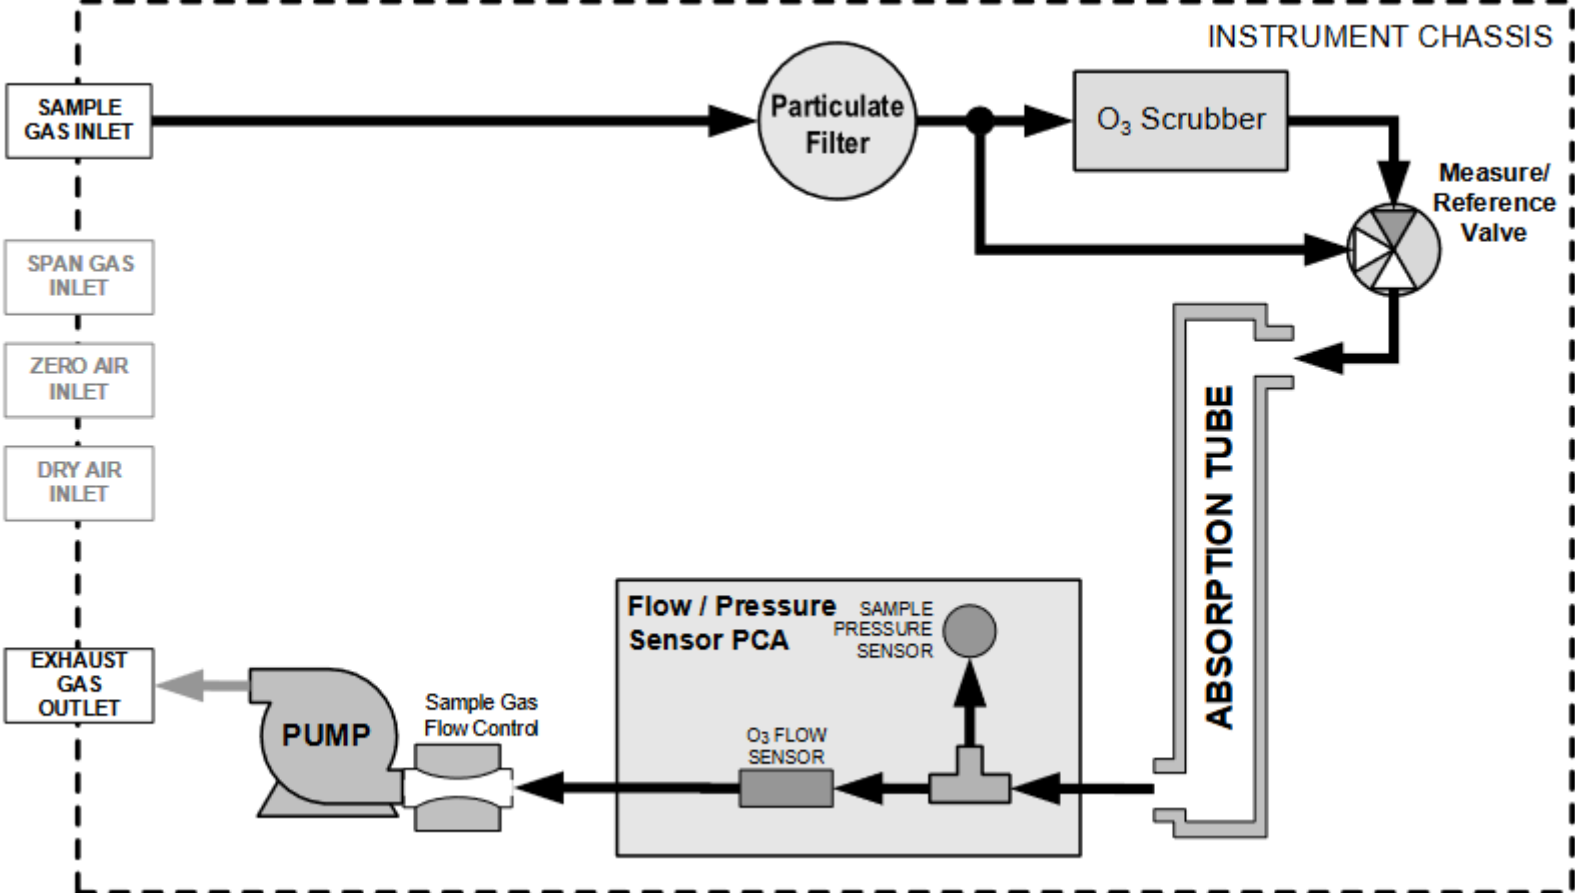 INSTRUMENT CHASSIS
SAMPLE
GAS INLET
Particulate
Filter
O₃ Scrubber
Measure/
Reference
Valve
SPAN GAS
INLET
ZERO AIR
INLET
DRY AIR
INLET
ABSORPTION TUBE
Flow / Pressure
Sensor PCA
SAMPLE
PRESSURE
SENSOR
O₃ FLOW
SENSOR
Sample Gas
Flow Control
PUMP
EXHAUST
GAS
OUTLET